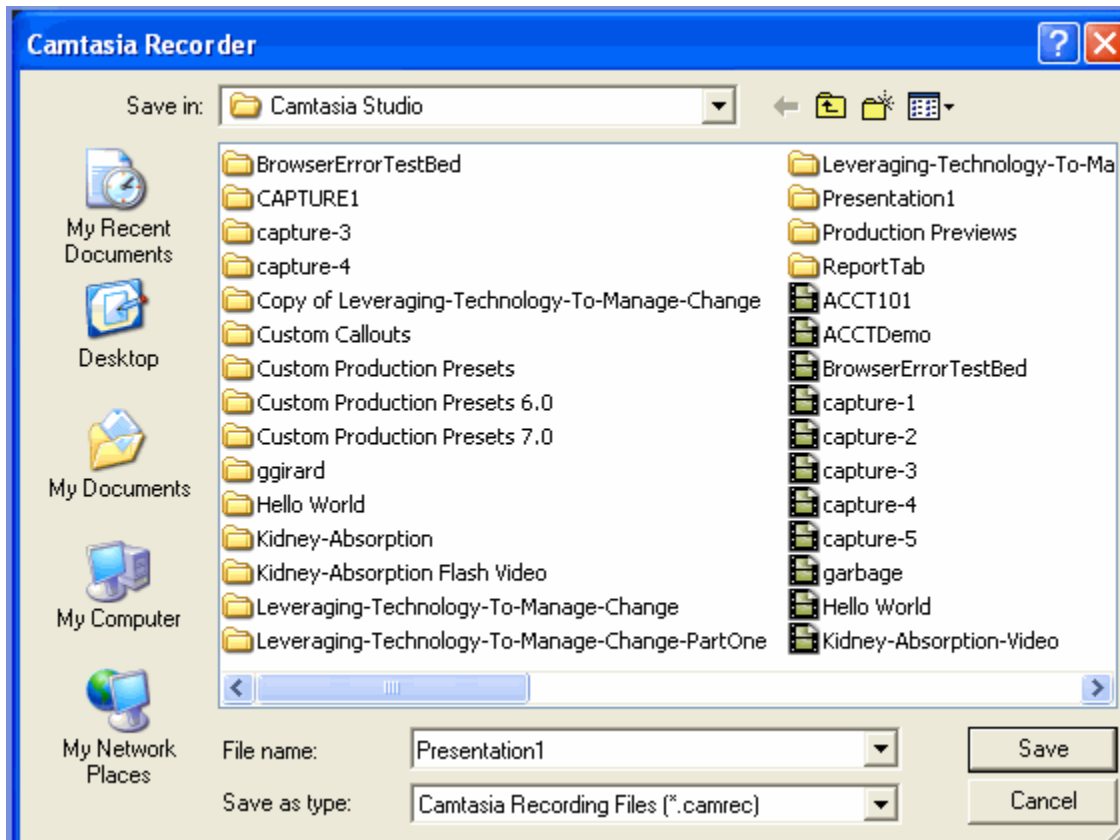 Camtasia Recorder
Save in:
Camtasia Studio
My Recent
Documents
Desktop
My Documents
My Computer
My Network
Places
BrowserErrorTestBed
CAPTURE1
capture-3
capture-4
Copy of Leveraging-Technology-To-Manage-Change
Custom Callouts
Custom Production Presets
Custom Production Presets 6.0
Custom Production Presets 7.0
ggirard
Hello World
Kidney-Absorption
Kidney-Absorption Flash Video
Leveraging-Technology-To-Manage-Change
Leveraging-Technology-To-Manage-Change-PartOne
Leveraging-Technology-To-Ma
Presentation1
Production Previews
ReportTab
ACCT101
ACCTDemo
BrowserErrorTestBed
capture-1
capture-2
capture-3
capture-4
capture-5
garbage
Hello World
Kidney-Absorption-Video
File name:
Presentation1
Save
Save as type:
Camtasia Recording Files (*.camrec)
Cancel